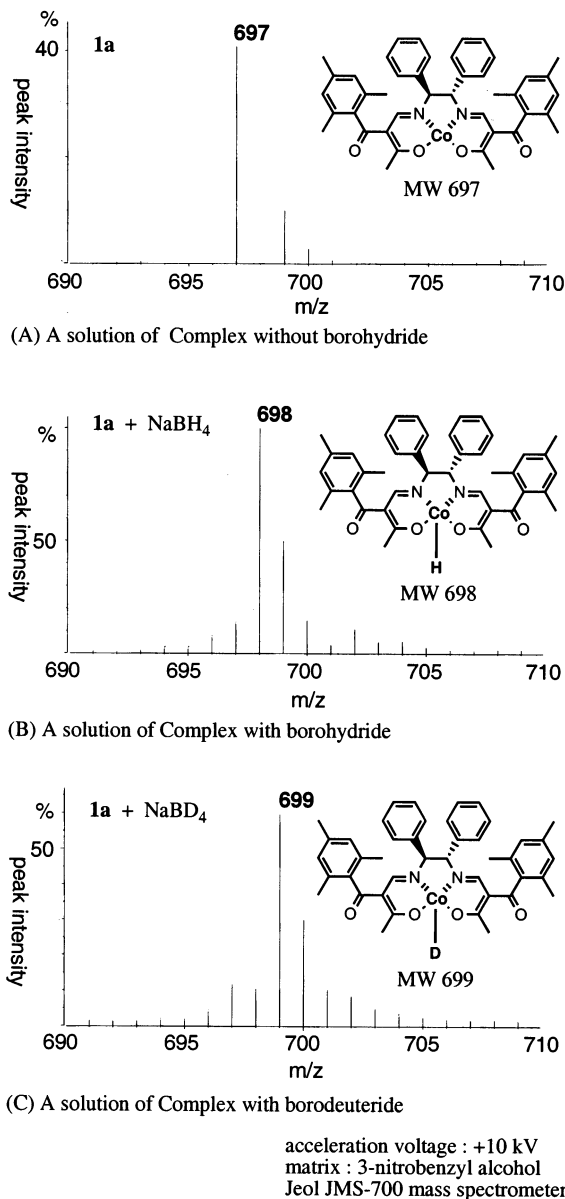 %
40
1a
697
peak intensity
N N
Co
O O O O
MW 697
690 695 700 705 710
m/z
(A) A solution of Complex without borohydride
%
1a + NaBH4
698
50
peak intensity
N N
Co
O O O O
H
MW 698
690 695 700 705 710
m/z
(B) A solution of Complex with borohydride
%
1a + NaBD4
699
50
peak intensity
N N
Co
O O O O
D
MW 699
690 695 700 705 710
m/z
(C) A solution of Complex with borodeuteride
acceleration voltage : +10 kV
matrix : 3-nitrobenzyl alcohol
Jeol JMS-700 mass spectrometer